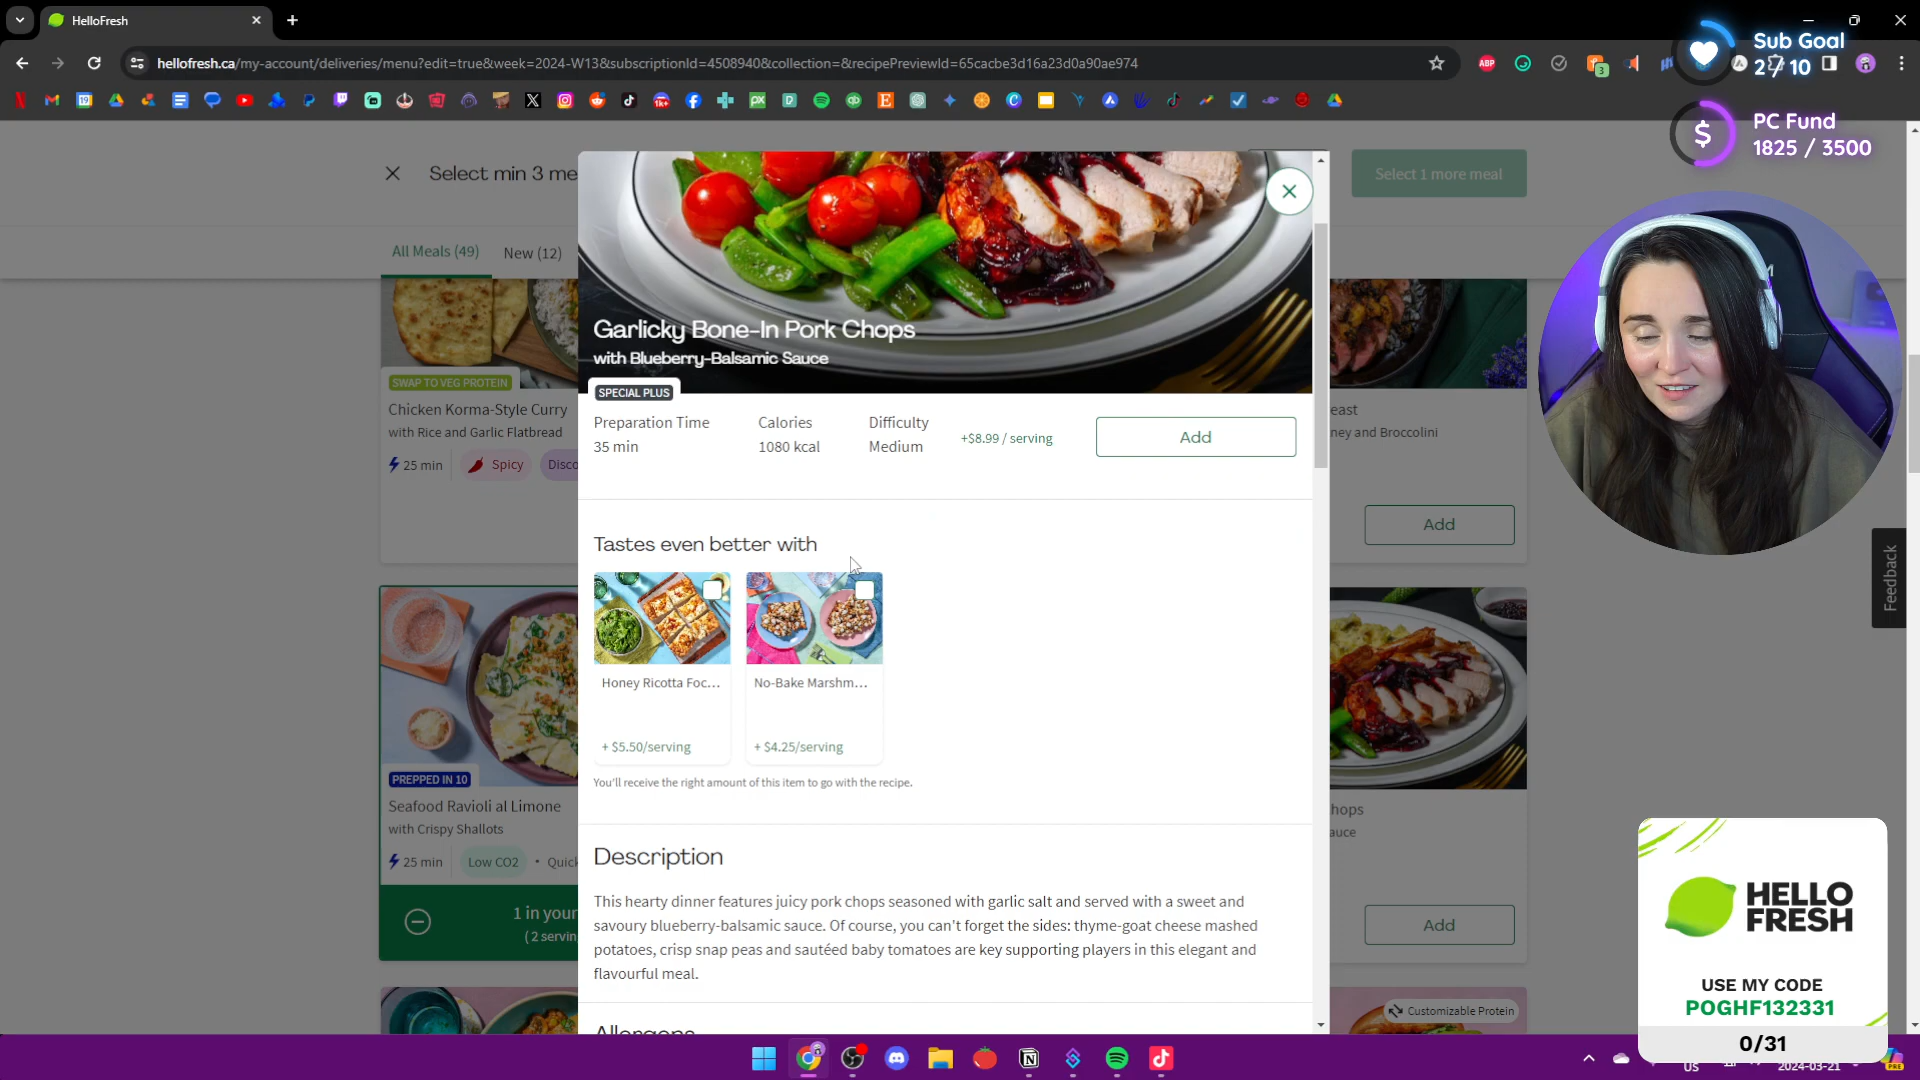 HelloFresh
hellofresh.ca/my-account/deliveries/menu?edit=true&week=2024-W13&subscriptionId=4508940&collection=&recipePreviewId=65cacbe3d16a23d0a90ae974
Sub Goal
2 / 10
PC Fund
1825 / 3500
Select min 3 me
Select 1 more meal
All Meals (49)
New (12)
SWAP TO VEG PROTEIN
Chicken Korma-Style Curry
with Rice and Garlic Flatbread
25 min
Spicy
Disco
Garlicky Bone-In Pork Chops
with Blueberry-Balsamic Sauce
SPECIAL PLUS
Preparation Time
35 min
Calories
1080 kcal
Difficulty
Medium
+$8.99 / serving
Add
east
ney and Broccolini
Add
Tastes even better with
Honey Ricotta Foc...
+ $5.50/serving
No-Bake Marshm...
+ $4.25/serving
You'll receive the right amount of this item to go with the recipe.
Feedback
PREPPED IN 10
Seafood Ravioli al Limone
with Crispy Shallots
25 min
Low CO2
• Quick
1 in your
( 2 servin
Description
This hearty dinner features juicy pork chops seasoned with garlic salt and served with a sweet and
savoury blueberry-balsamic sauce. Of course, you can't forget the sides: thyme-goat cheese mashed
potatoes, crisp snap peas and sautéed baby tomatoes are key supporting players in this elegant and
flavourful meal.
Allergens
hops
auce
Add
Customizable Protein
HELLO
FRESH
USE MY CODE
POGHF132331
0/31
US
2024-03-21